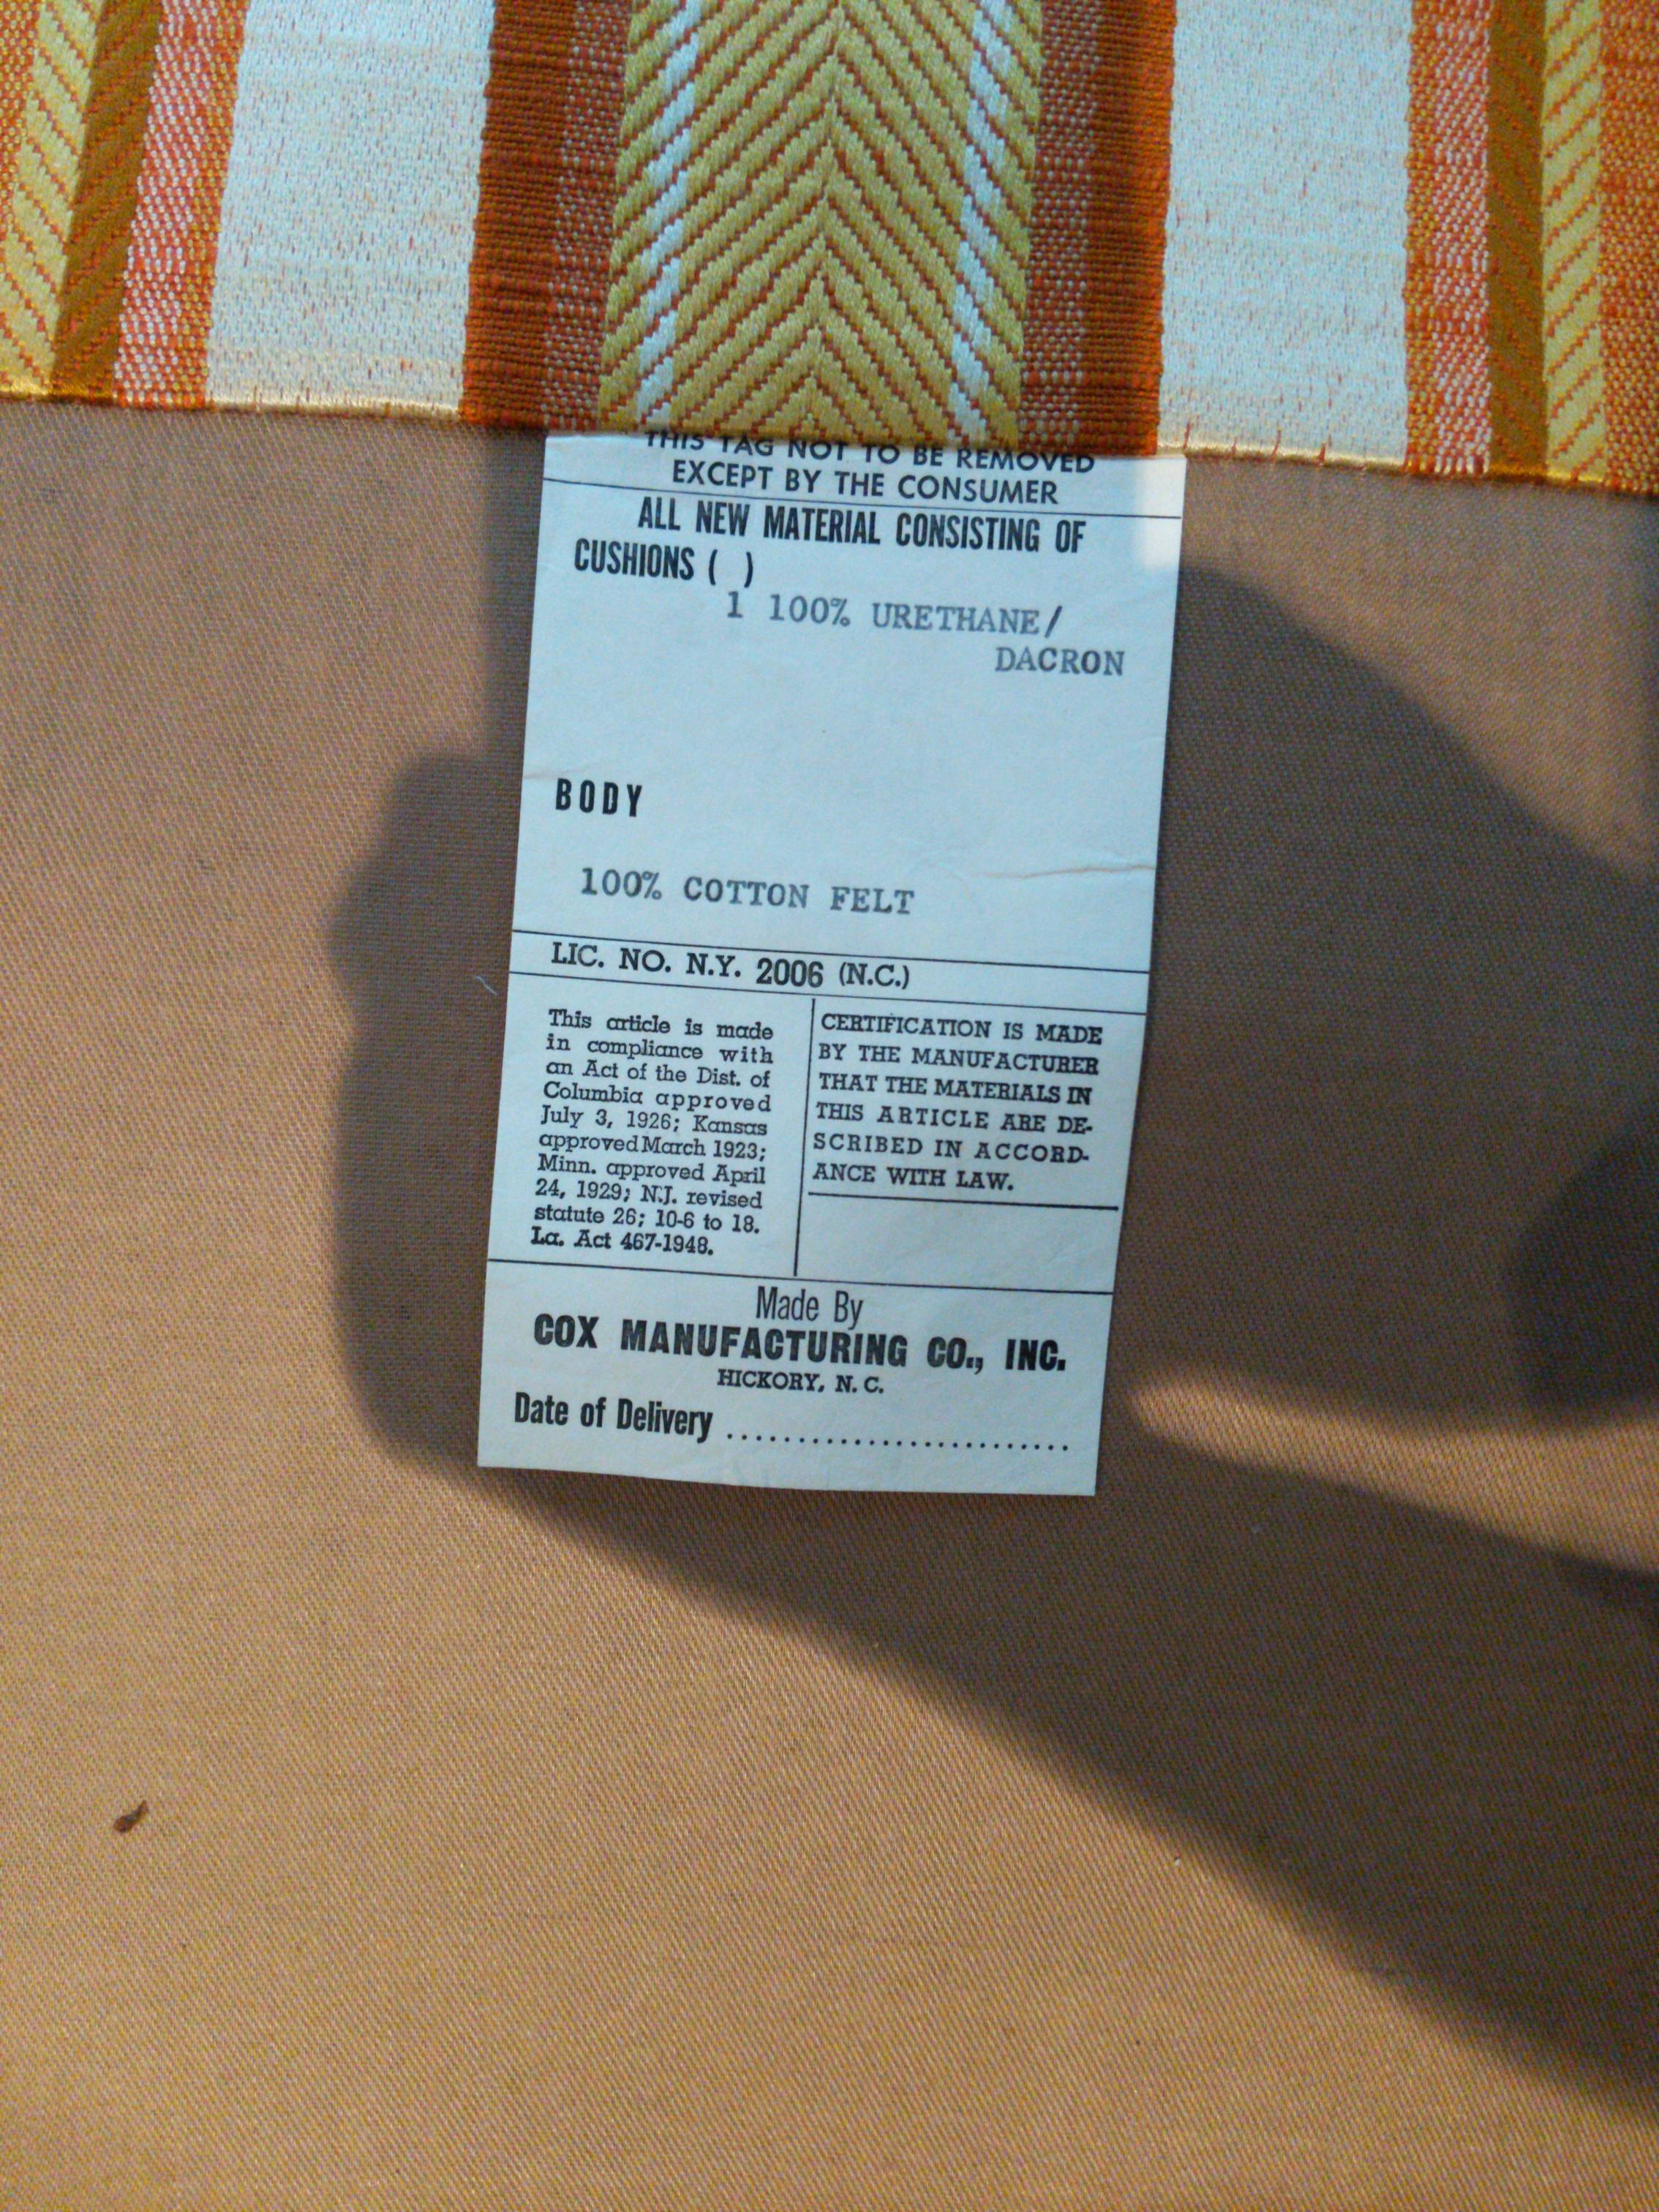 THIS TAG NOT TO BE REMOVED
EXCEPT BY THE CONSUMER
ALL NEW MATERIAL CONSISTING OF
CUSHIONS ( )
1 100% URETHANE/
DACRON
BODY
100% COTTON FELT
LIC. NO. N.Y. 2006 (N.C.)
This article is made
in compliance with
an Act of the Dist. of
Columbia approved
July 3, 1926; Kansas
approved March 1923;
Minn. approved April
24, 1929; N.J. revised
statute 26; 10-6 to 18.
La. Act 467-1948.
CERTIFICATION IS MADE
BY THE MANUFACTURER
THAT THE MATERIALS IN
THIS ARTICLE ARE DE-
SCRIBED IN ACCORD-
ANCE WITH LAW.
Made By
COX MANUFACTURING CO., INC.
HICKORY, N. C.
Date of Delivery ........................